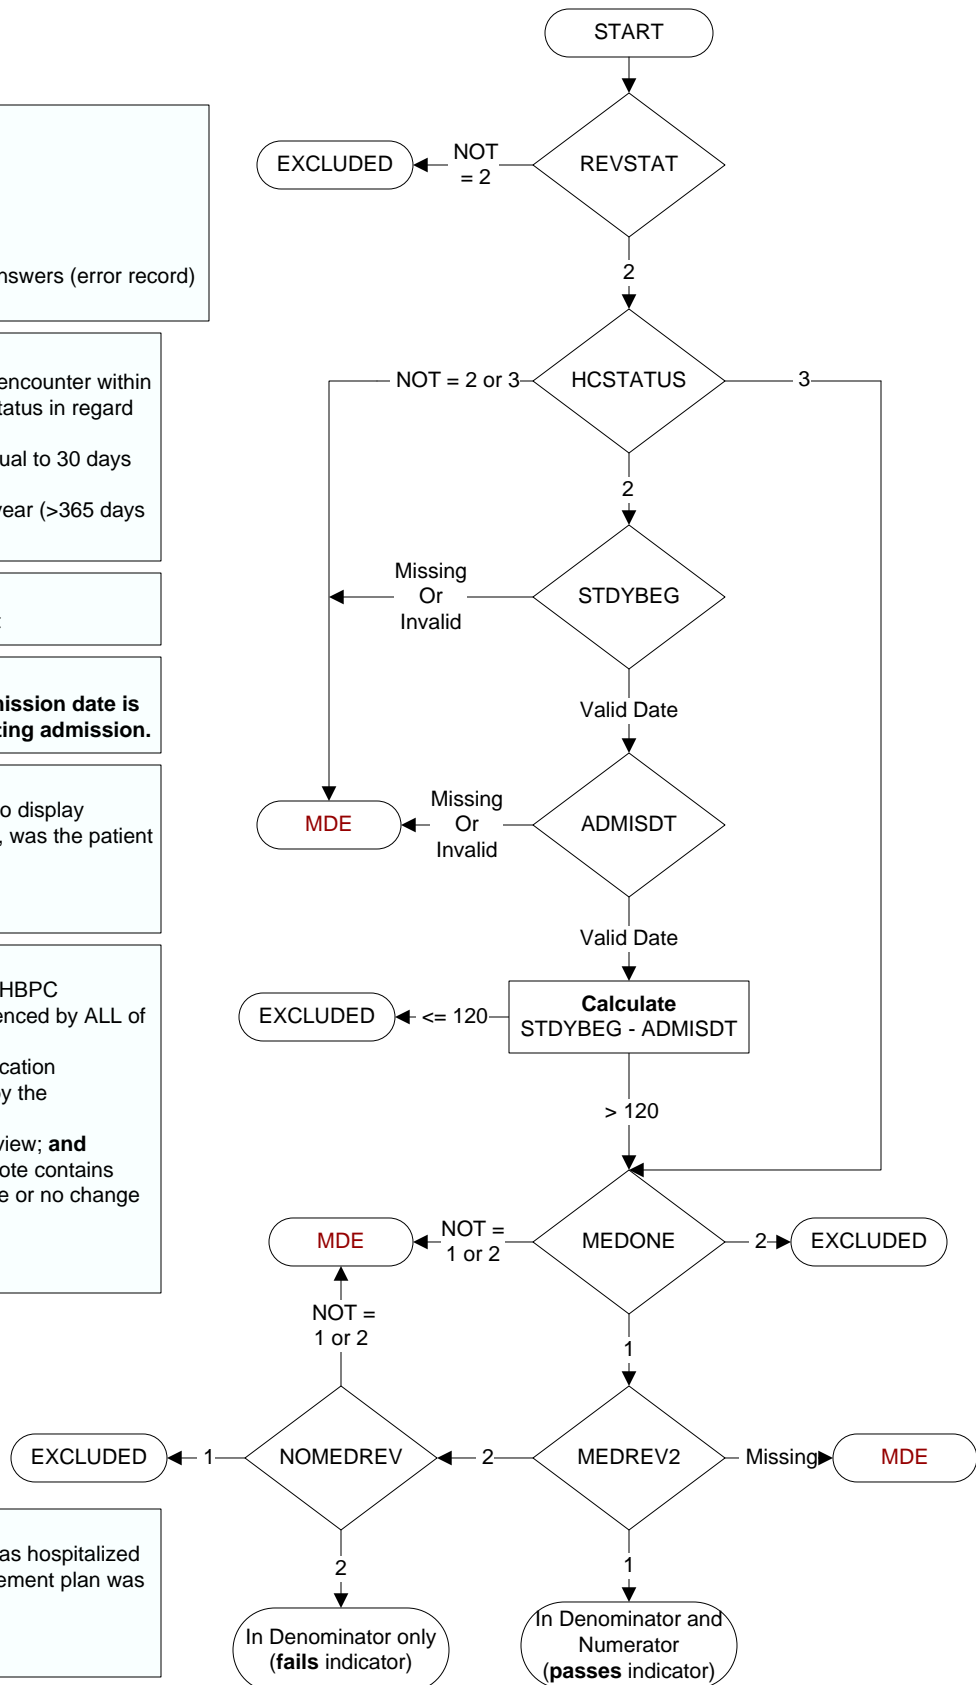 START
REVSTAT
NOT
= 2
EXCLUDED
nswers (error record)
2
encounter within
tatus in regard
ual to 30 days
year (>365 days
HCSTATUS
NOT = 2 or 3
3
2
STDYBEG
Missing
Or
Invalid
Valid Date
mission date is
ting admission.
o display
, was the patient
ADMISDT
Missing
Or
Invalid
MDE
Valid Date
HBPC
enced by ALL of
cation
by the
view; and
ote contains
e or no change
Calculate
STDYBEG - ADMISDT
<= 120
EXCLUDED
> 120
MEDONE
NOT =
1 or 2
MDE
2
EXCLUDED
NOT =
1 or 2
1
MEDREV2
Missing
MDE
2
NOMEDREV
1
EXCLUDED
as hospitalized
ement plan was
2
1
In Denominator only
(fails indicator)
In Denominator and
Numerator
(passes indicator)